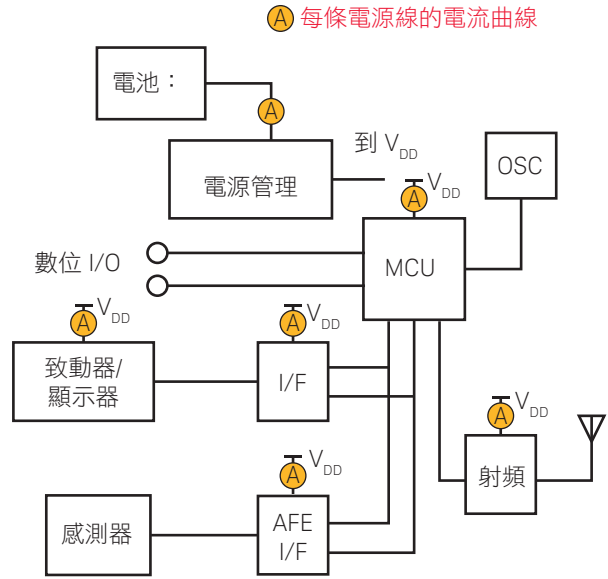 A 每條電源線的電流曲線
電池：
A
電源管理
到 VDD
OSC
A VDD
數位 I/O
MCU
A VDD
A VDD
致動器/
顯示器
I/F
A VDD
射頻
A VDD
感測器
AFE
I/F